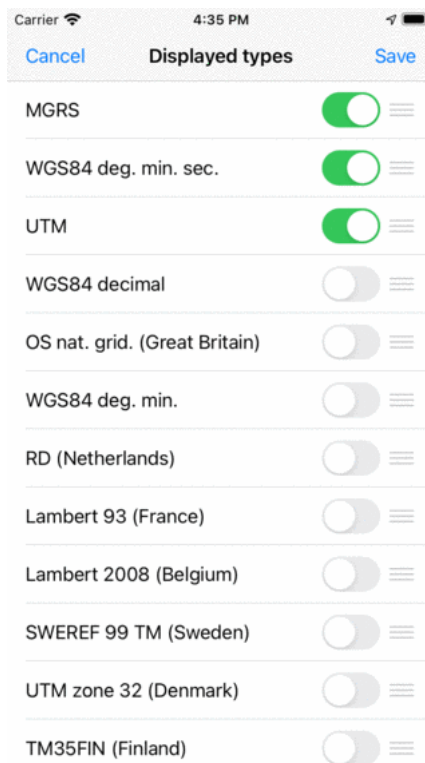 Carrier 4:35 PM
Cancel Displayed types Save
MGRS
WGS84 deg. min. sec.
UTM
WGS84 decimal
OS nat. grid. (Great Britain)
WGS84 deg. min.
RD (Netherlands)
Lambert 93 (France)
Lambert 2008 (Belgium)
SWEREF 99 TM (Sweden)
UTM zone 32 (Denmark)
TM35FIN (Finland)